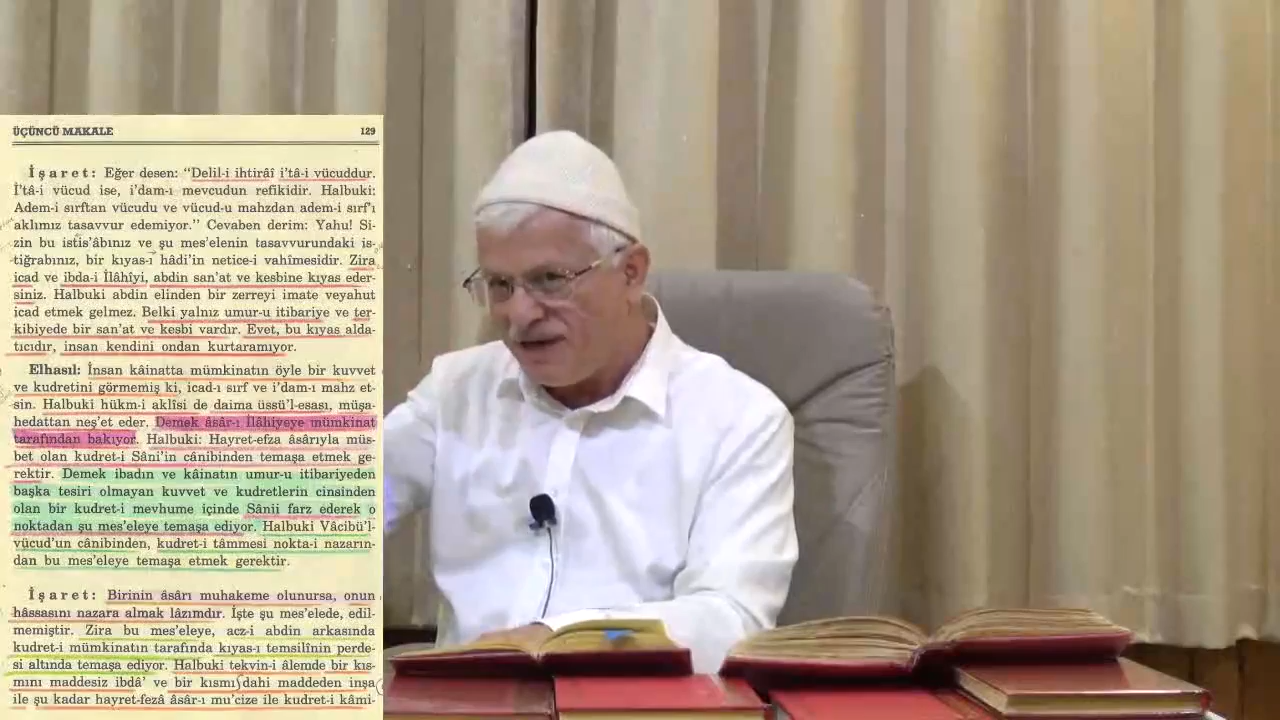 ÜÇÜNCÜ MAKALE 129
İşaret: Eğer desen: “Delil-i ihtirâî i’tâ-i vücuddur.
İ’tâ-i vücud ise, i’dam-ı mevcudun refikidir. Halbuki:
Adem-i sırftan vücudu ve vücud-u mahzdan adem-i sırf’ı
aklımız tasavvur edemiyor.” Cevaben derim: Yahu! Si-
zin bu istis’âbınız ve şu mes’elenin tasavvurundaki is-
tiğrabınız, bir kıyas-ı hâdi’in netice-i vahîmesidir. Zira
icad ve ibda-i İlâhîyi, abdin san’at ve kesbine kıyas eder-
siniz. Halbuki abdin elinden bir zerreyi imate veyahut
icad etmek gelmez. Belki yalnız umur-u itibariye ve ter-
kibiyede bir san’at ve kesbi vardır. Evet, bu kıyas alda-
tıcıdır, insan kendini ondan kurtaramıyor.
Elhasıl: İnsan kâinatta mümkinatın öyle bir kuvvet
ve kudretini görmemiş ki, icad-ı sırf ve i’dam-ı mahz et-
sin. Halbuki hükm-i aklîsi de daima üssü’l-esası, müşa-
hedattan neş’et eder. Demek âsâr-ı İlâhiyeye mümkinat
tarafından bakıyor. Halbuki: Hayret-efza âsârıyla müs-
bet olan kudret-i Sâni’in cânibinden temaşa etmek ge-
rektir. Demek ibadın ve kâinatın umur-u itibariyeden
başka tesiri olmayan kuvvet ve kudretlerin cinsinden
olan bir kudret-i mevhume içinde Sânii farz ederek o
noktadan şu mes’eleye temaşa ediyor. Halbuki Vâcibü’l-
vücud’un cânibinden, kudret-i tâmmesi nokta-i nazarın-
dan bu mes’eleye temaşa etmek gerektir.
İşaret: Birinin âsârı muhakeme olunursa, onun
hâssasını nazara almak lâzımdır. İşte şu mes’elede, edil-
memiştir. Zira bu mes’eleye, acz-i abdin arkasında
kudret-i mümkinatın tarafında kıyas-ı temsilînin perde-
si altında temaşa ediyor. Halbuki tekvin-i âlemde bir kıs-
mını maddesiz ibdâ’ ve bir kısmı dahi maddeden inşa
ile şu kadar hayret-fezâ âsâr-ı mu’cize ile kudret-i kâmi-